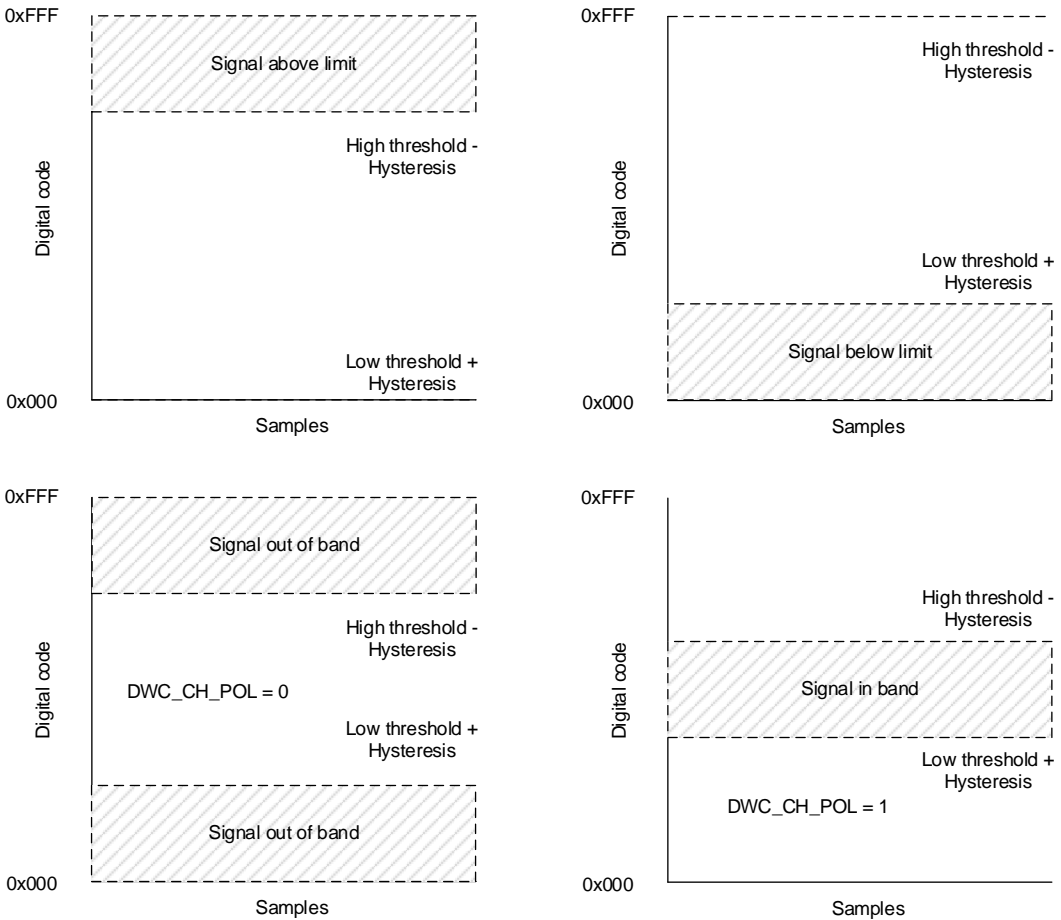 0xFFF
Signal above limit
High threshold -
Hysteresis
Digital code
Low threshold +
Hysteresis
0x000
Samples
High threshold -
Hysteresis
Digital code
Low threshold +
Hysteresis
Signal below limit
0x000
Samples
0xFFF
Signal out of band
High threshold -
Hysteresis
Digital code
DWC_CH_POL = 0
Low threshold +
Hysteresis
Signal out of band
0x000
Samples
0xFFF
High threshold -
Hysteresis
Digital code
Signal in band
Low threshold +
Hysteresis
DWC_CH_POL = 1
0x000
Samples